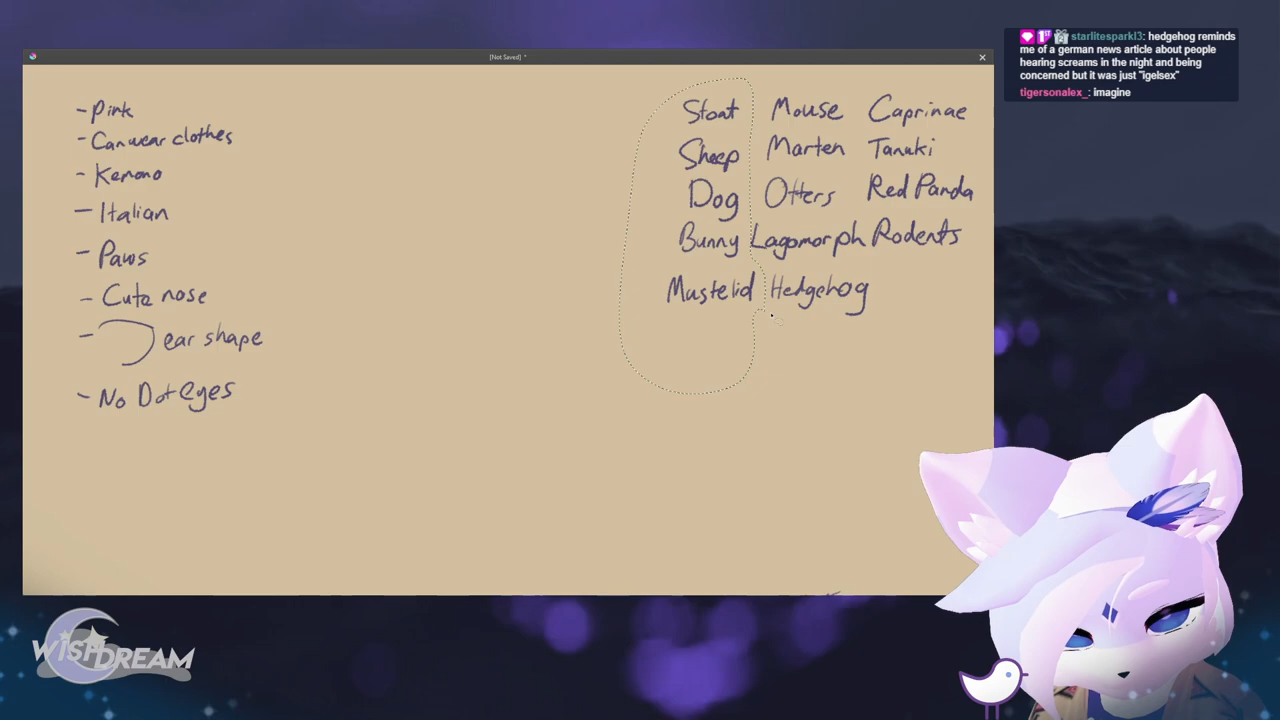 [Not Saved] *
- Pink
- Can wear clothes
- Kemono
- Italian
- Paws
- Cute nose
- ear shape
- No Dot eyes
Stoat Mouse Caprinae
Sheep Marten Tanuki
Dog Otters Red Panda
Bunny Lagomorph Rodents
Mustelid Hedgehog
starlitesparkl3: hedgehog reminds
me of a german news article about people
hearing screams in the night and being
concerned but it was just "igelsex"
tigersonalex_: imagine
WISHDREAM